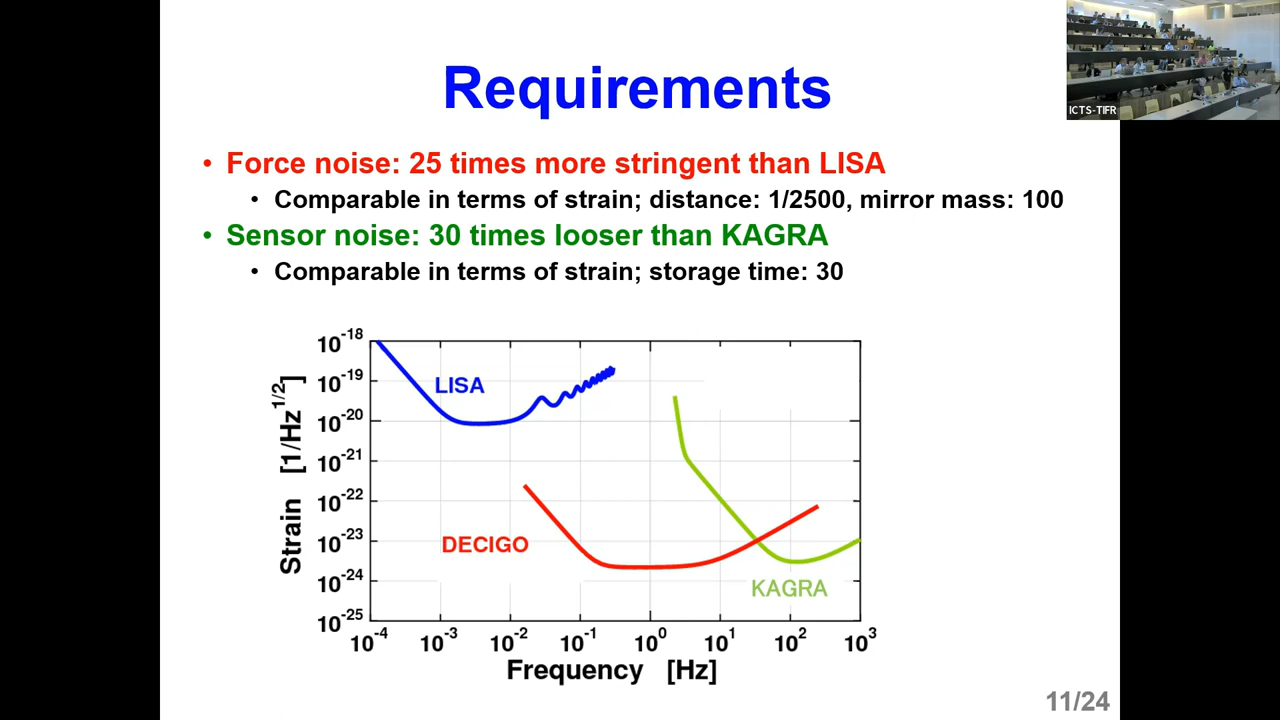 Requirements
ICTS-TIFR
• Force noise: 25 times more stringent than LISA
• Comparable in terms of strain; distance: 1/2500, mirror mass: 100
• Sensor noise: 30 times looser than KAGRA
• Comparable in terms of strain; storage time: 30
Strain [1/Hz^1/2]
10^-18
10^-19
10^-20
10^-21
10^-22
10^-23
10^-24
10^-25
LISA
DECIGO
KAGRA
10^-4 10^-3 10^-2 10^-1 10^0 10^1 10^2 10^3
Frequency [Hz]
11/24